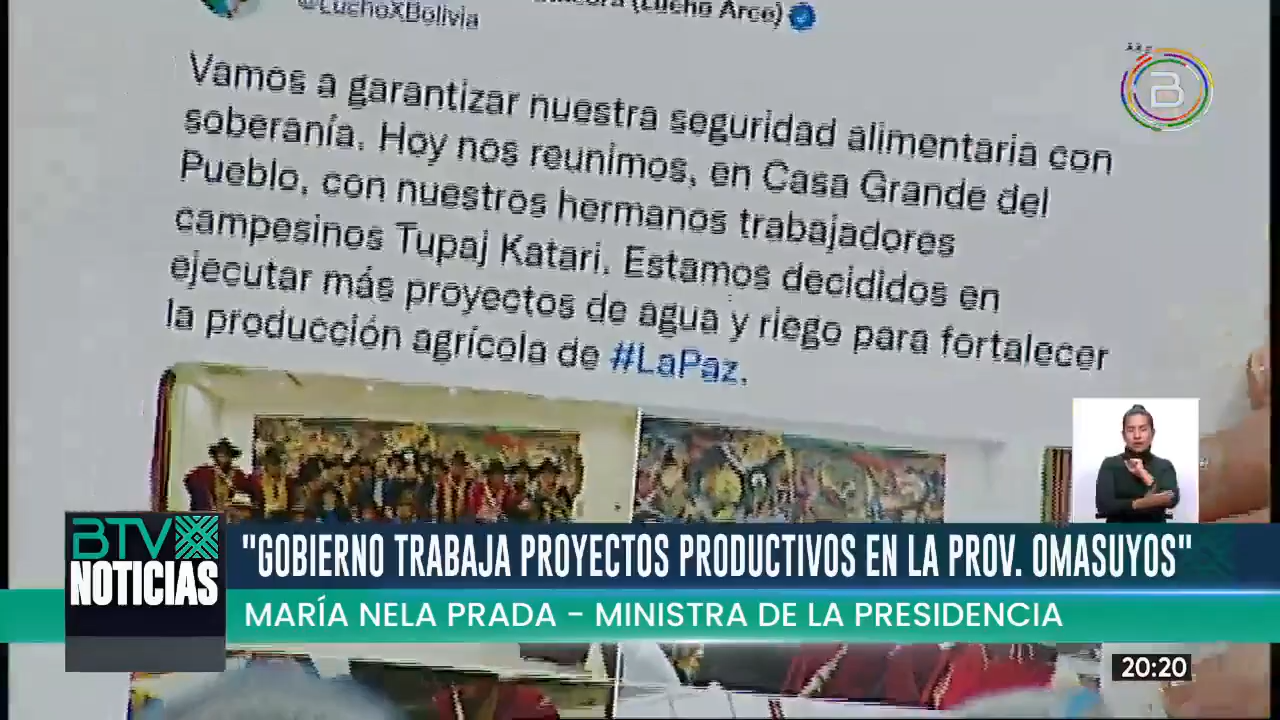 (Lucho Arce)
@LuchoXBolivia
Vamos a garantizar nuestra seguridad alimentaria con
soberanía. Hoy nos reunimos, en Casa Grande del
Pueblo, con nuestros hermanos trabajadores
campesinos Tupaj Katari. Estamos decididos en
ejecutar más proyectos de agua y riego para fortalecer
la producción agrícola de #LaPaz.
B
BTV
NOTICIAS
"GOBIERNO TRABAJA PROYECTOS PRODUCTIVOS EN LA PROV. OMASUYOS"
MARÍA NELA PRADA - MINISTRA DE LA PRESIDENCIA
20:20